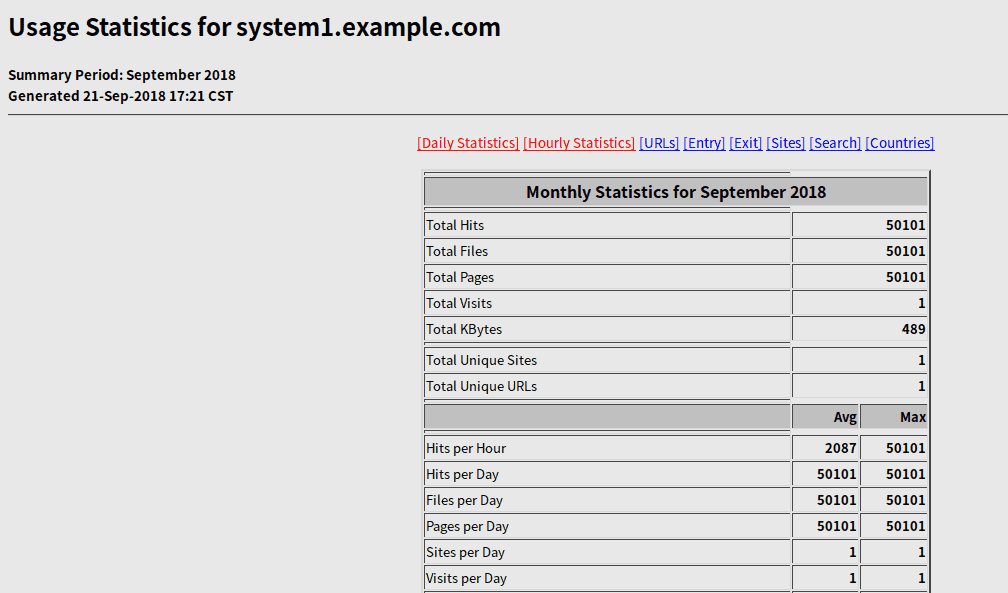 Usage Statistics for system1.example.com
Summary Period: September 2018
Generated 21-Sep-2018 17:21 CST
[Daily Statistics] [Hourly Statistics] [URLs] [Entry] [Exit] [Sites] [Search] [Countries]
Monthly Statistics for September 2018
Total Hits 50101
Total Files 50101
Total Pages 50101
Total Visits 1
Total KBytes 489
Total Unique Sites 1
Total Unique URLs 1
Avg Max
Hits per Hour 2087 50101
Hits per Day 50101 50101
Files per Day 50101 50101
Pages per Day 50101 50101
Sites per Day 1 1
Visits per Day 1 1